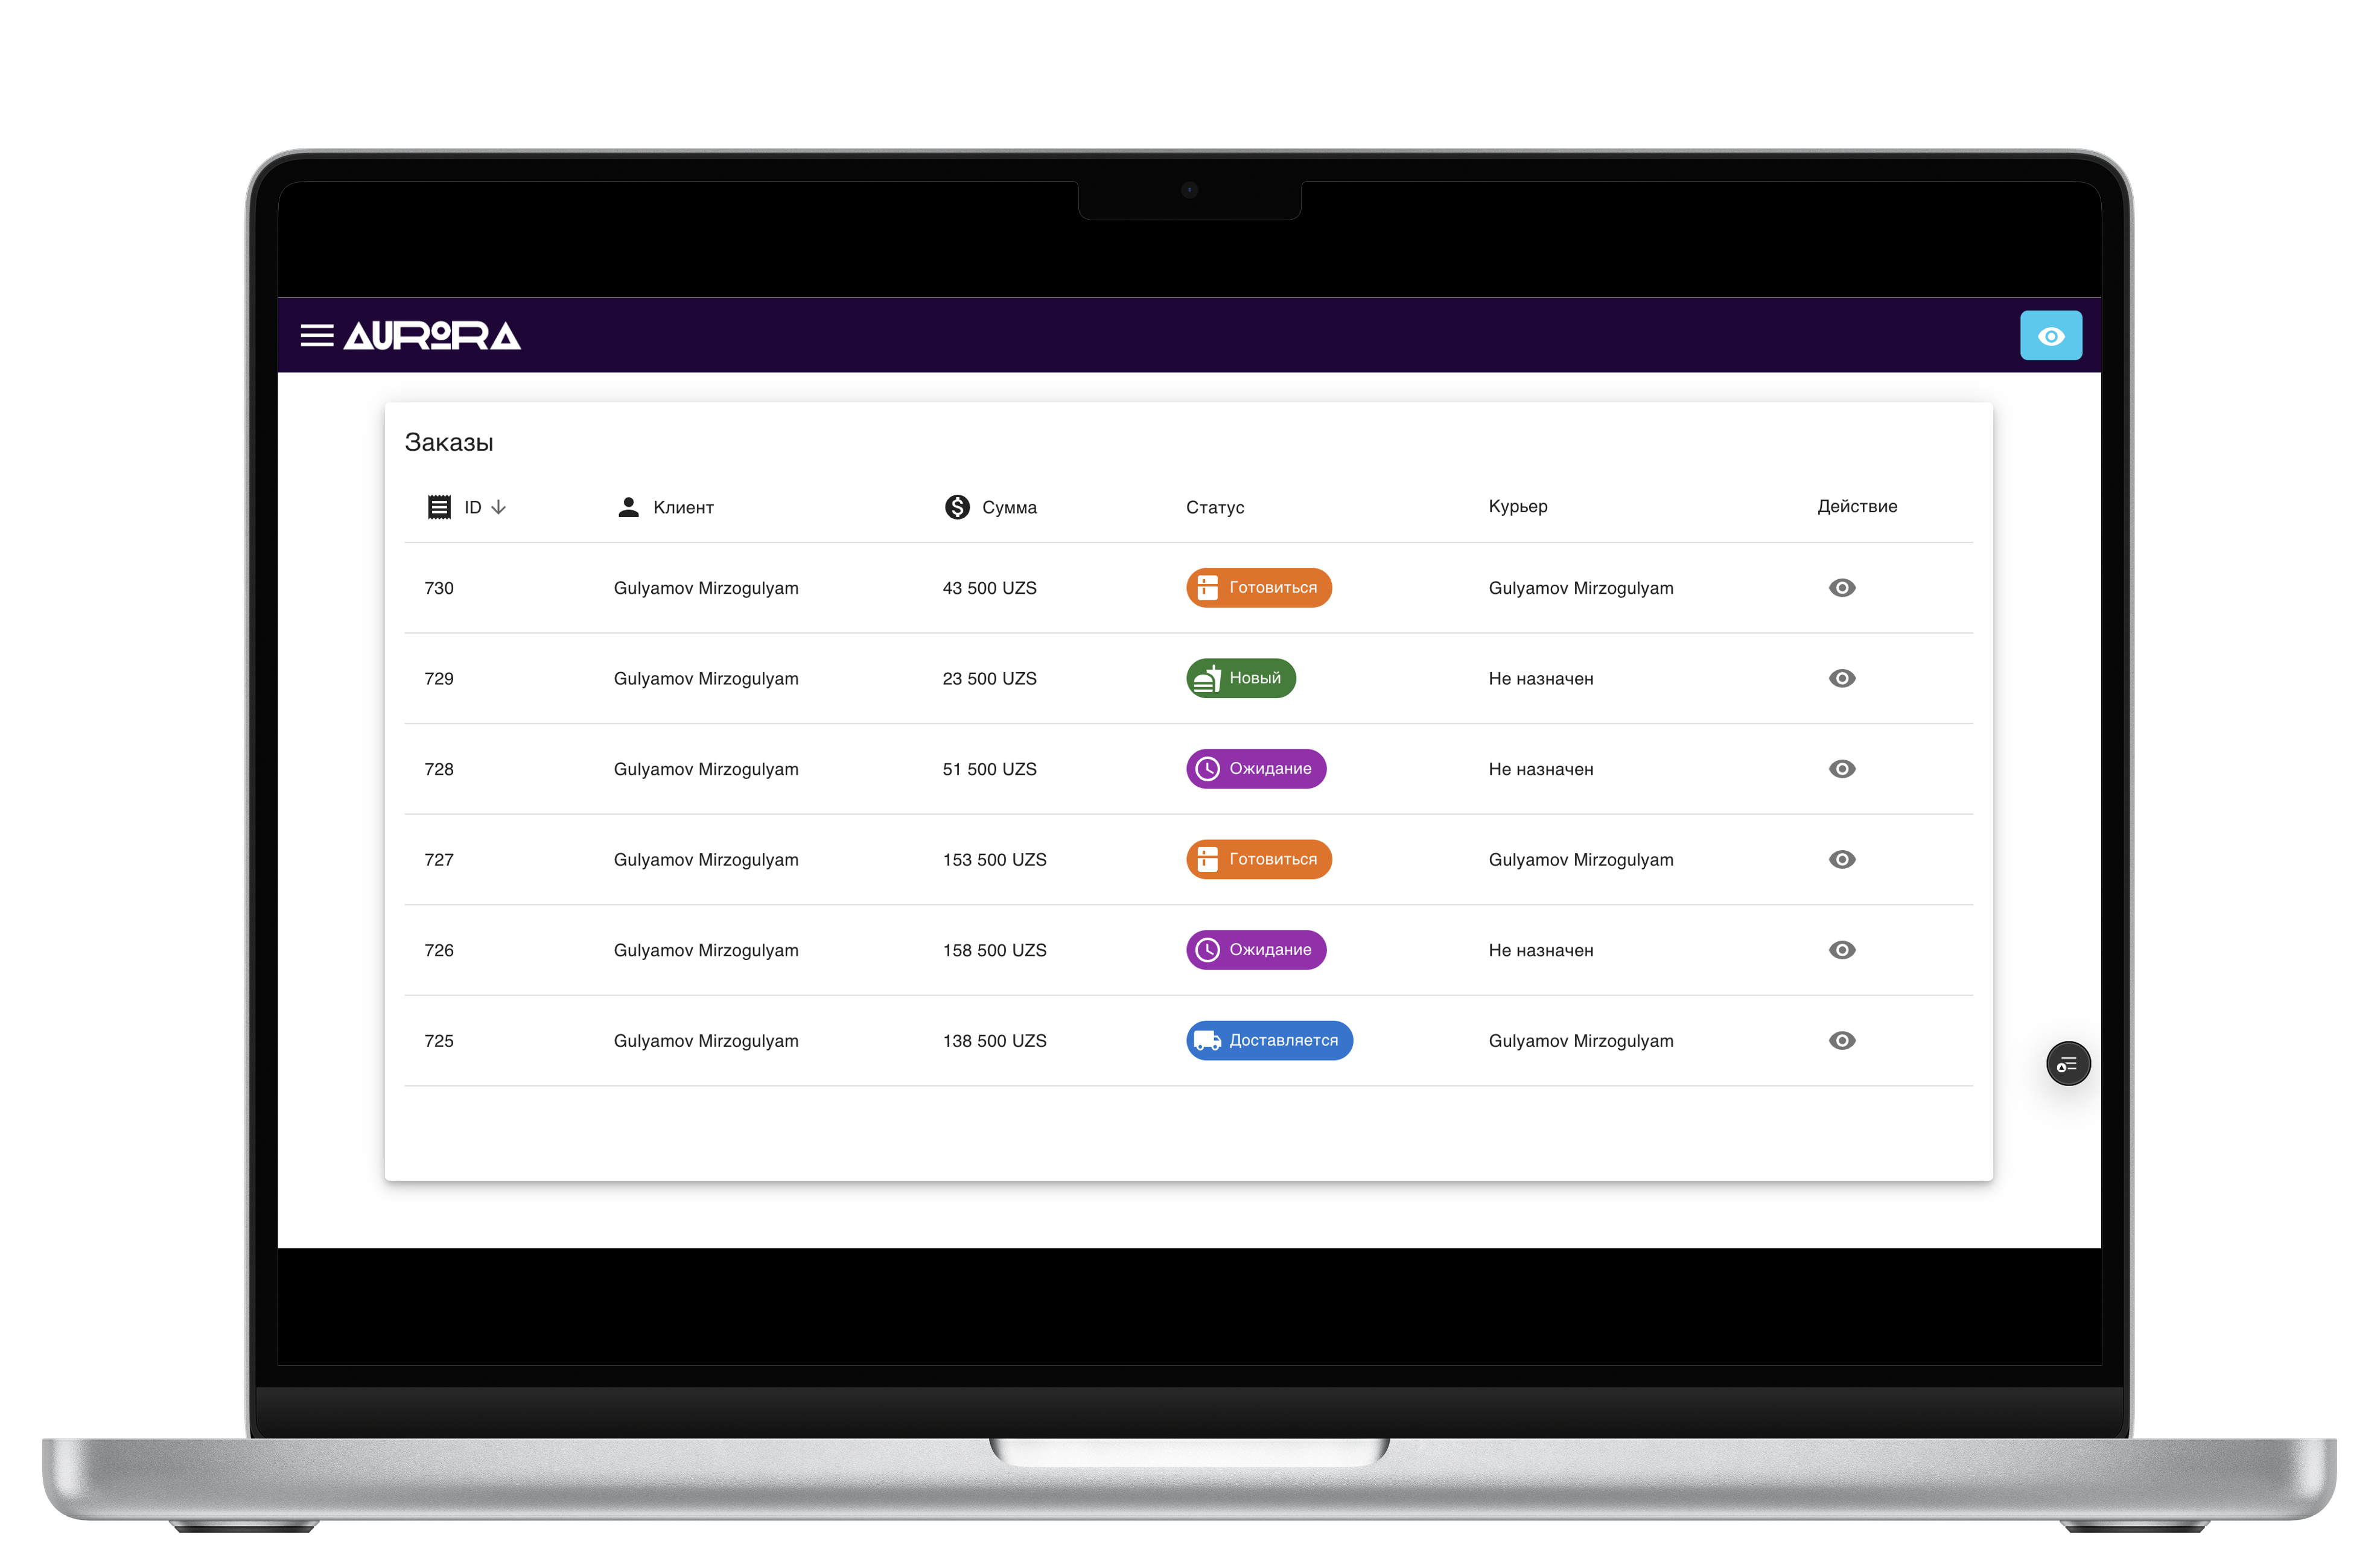 AURORA
Заказы
ID Клиент Сумма Статус Курьер Действие
730 Gulyamov Mirzogulyam 43 500 UZS Готовиться Gulyamov Mirzogulyam
729 Gulyamov Mirzogulyam 23 500 UZS Новый Не назначен
728 Gulyamov Mirzogulyam 51 500 UZS Ожидание Не назначен
727 Gulyamov Mirzogulyam 153 500 UZS Готовиться Gulyamov Mirzogulyam
726 Gulyamov Mirzogulyam 158 500 UZS Ожидание Не назначен
725 Gulyamov Mirzogulyam 138 500 UZS Доставляется Gulyamov Mirzogulyam